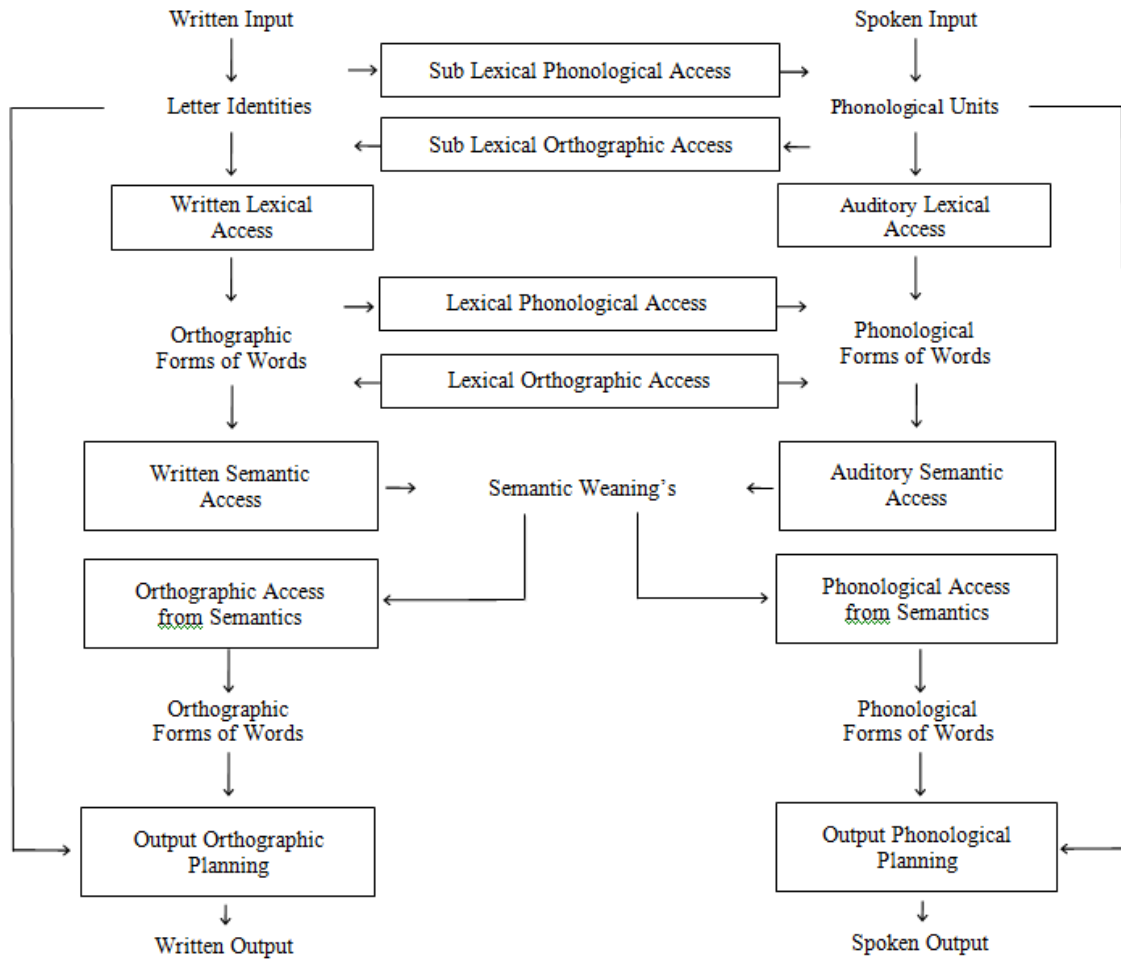 Written Input
Spoken Input
Sub Lexical Phonological Access
Letter Identities
Phonological Units
Sub Lexical Orthographic Access
Written Lexical
Access
Auditory Lexical
Access
Lexical Phonological Access
Orthographic
Forms of Words
Phonological
Forms of Words
Lexical Orthographic Access
Written Semantic
Access
Semantic Weaning’s
Auditory Semantic
Access
Orthographic Access
from Semantics
Phonological Access
from Semantics
Orthographic
Forms of Words
Phonological
Forms of Words
Output Orthographic
Planning
Output Phonological
Planning
Written Output
Spoken Output